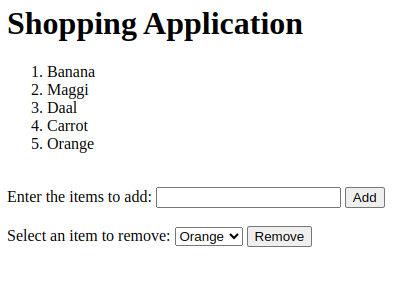 Shopping Application
1. Banana
2. Maggi
3. Daal
4. Carrot
5. Orange
Enter the items to add: Add
Select an item to remove: Orange Remove